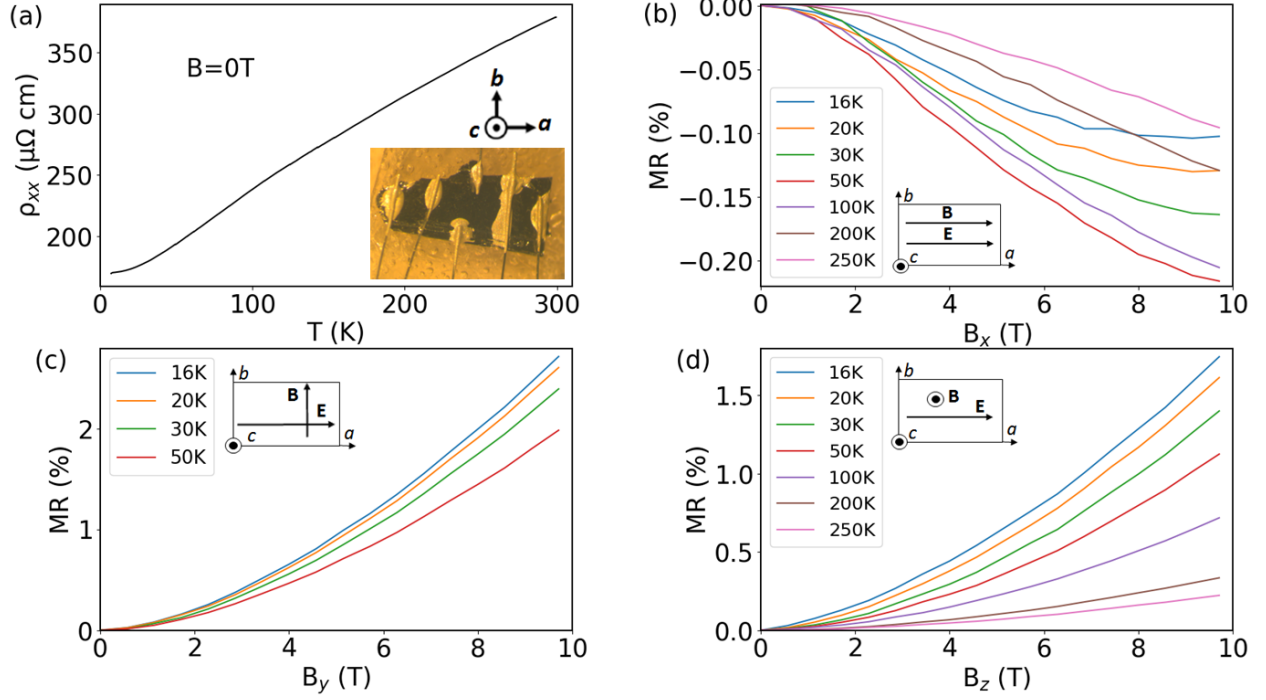 (a)
ρxx (μΩ cm)
350
300
250
200
B=0T
b
c
a
0
100
200
300
T (K)
(b)
MR (%)
0.00
−0.05
−0.10
−0.15
−0.20
16K
20K
30K
50K
100K
200K
250K
b
B
E
c
a
0
2
4
6
8
10
Bx (T)
(c)
MR (%)
2
1
0
16K
20K
30K
50K
b
B
E
c
a
0
2
4
6
8
10
By (T)
(d)
MR (%)
1.5
1.0
0.5
0.0
16K
20K
30K
50K
100K
200K
250K
b
B
E
c
a
0
2
4
6
8
10
Bz (T)